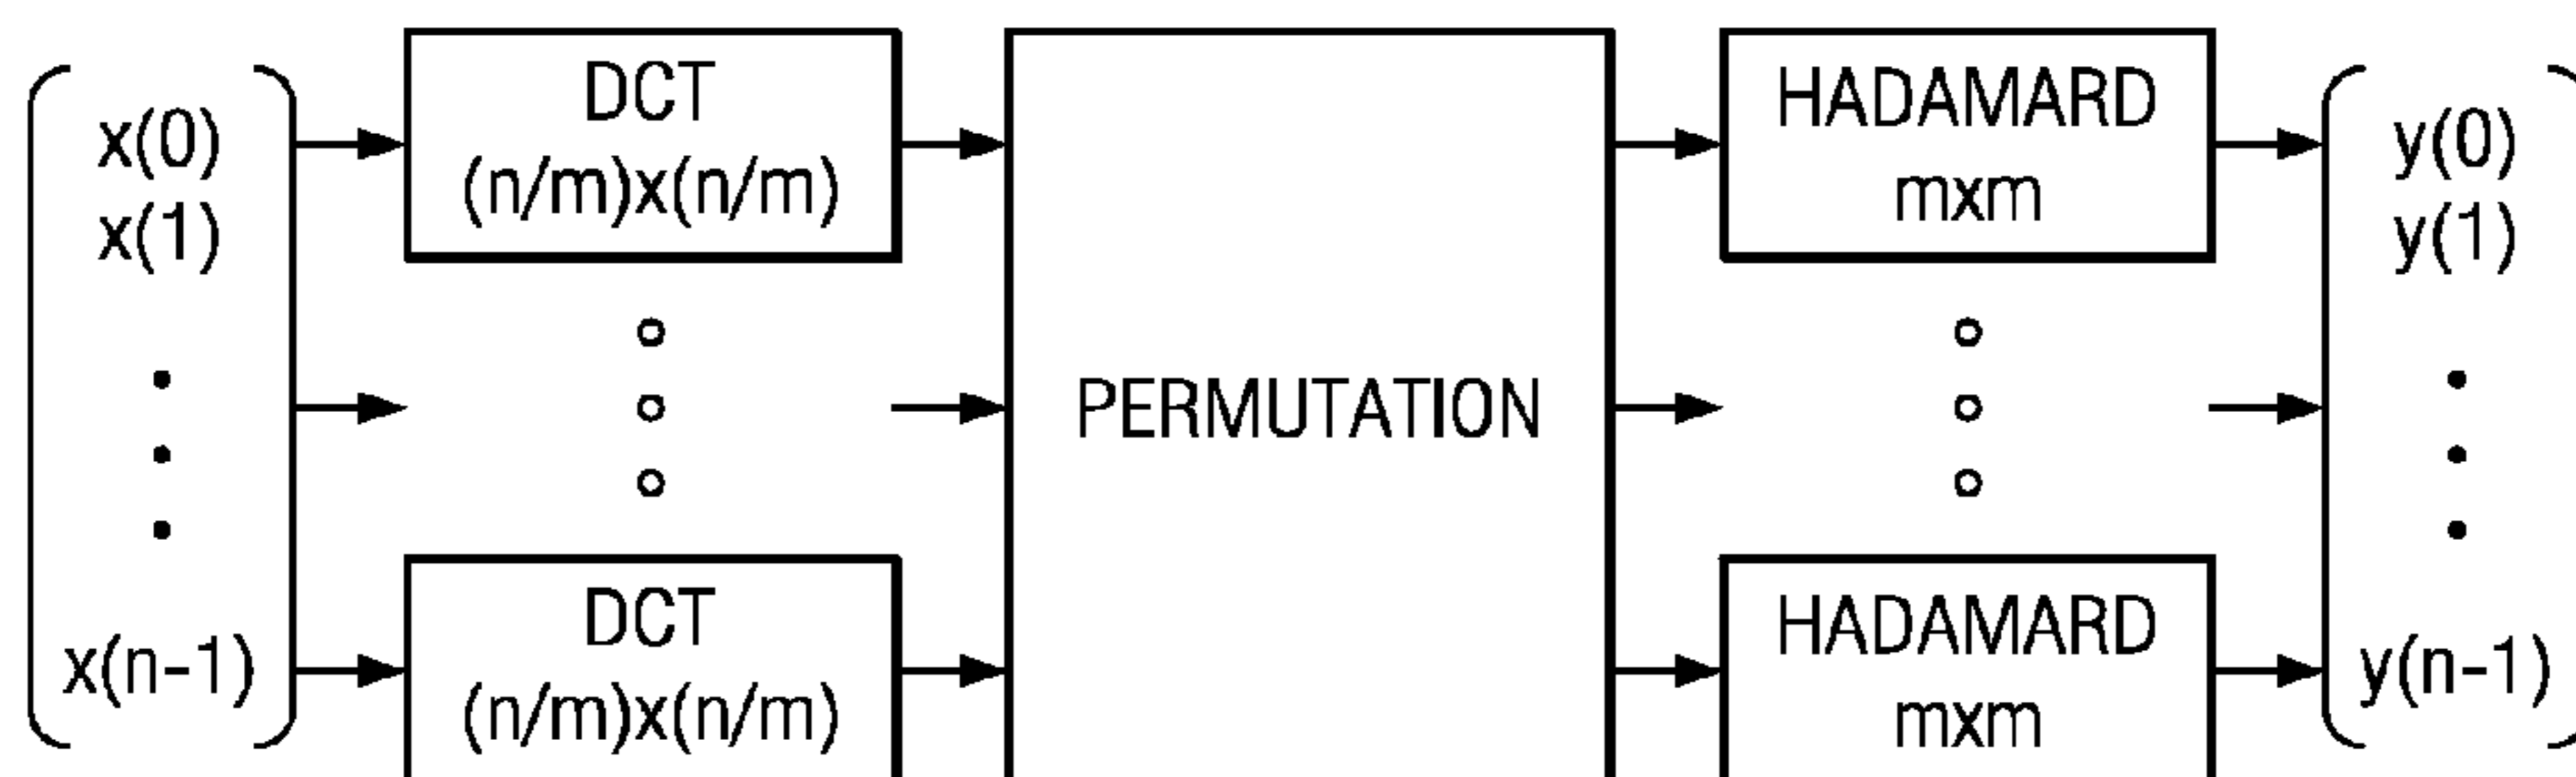 x(0)
x(1)
x(n-1)
DCT
(n/m)x(n/m)
DCT
(n/m)x(n/m)
PERMUTATION
HADAMARD
mxm
HADAMARD
mxm
y(0)
y(1)
y(n-1)